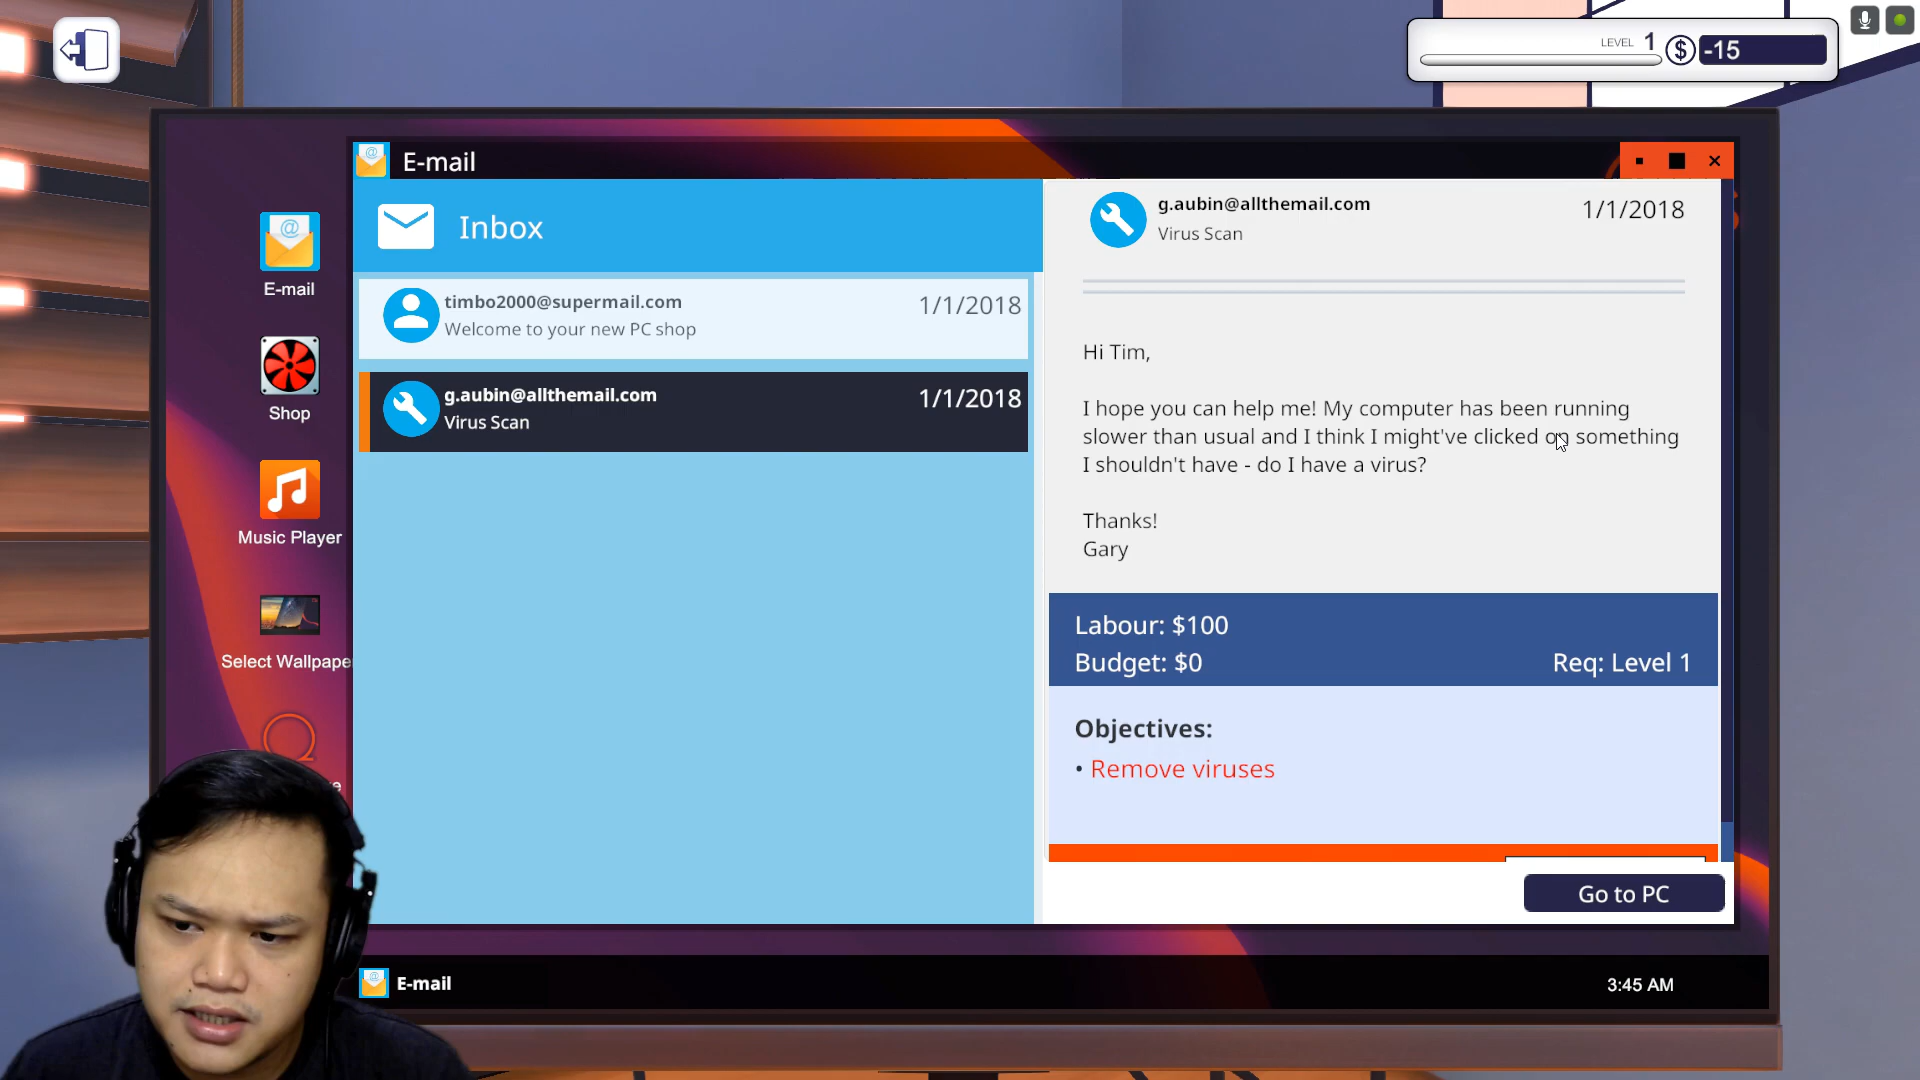 LEVEL 1 $ -15
E-mail
E-mail
Shop
Music Player
Select Wallpape
Inbox
timbo2000@supermail.com 1/1/2018
Welcome to your new PC shop
g.aubin@allthemail.com 1/1/2018
Virus Scan
g.aubin@allthemail.com 1/1/2018
Virus Scan
Hi Tim,
I hope you can help me! My computer has been running
slower than usual and I think I might've clicked on something
I shouldn't have - do I have a virus?
Thanks!
Gary
Labour: $100
Budget: $0 Req: Level 1
Objectives:
• Remove viruses
Go to PC
E-mail 3:45 AM